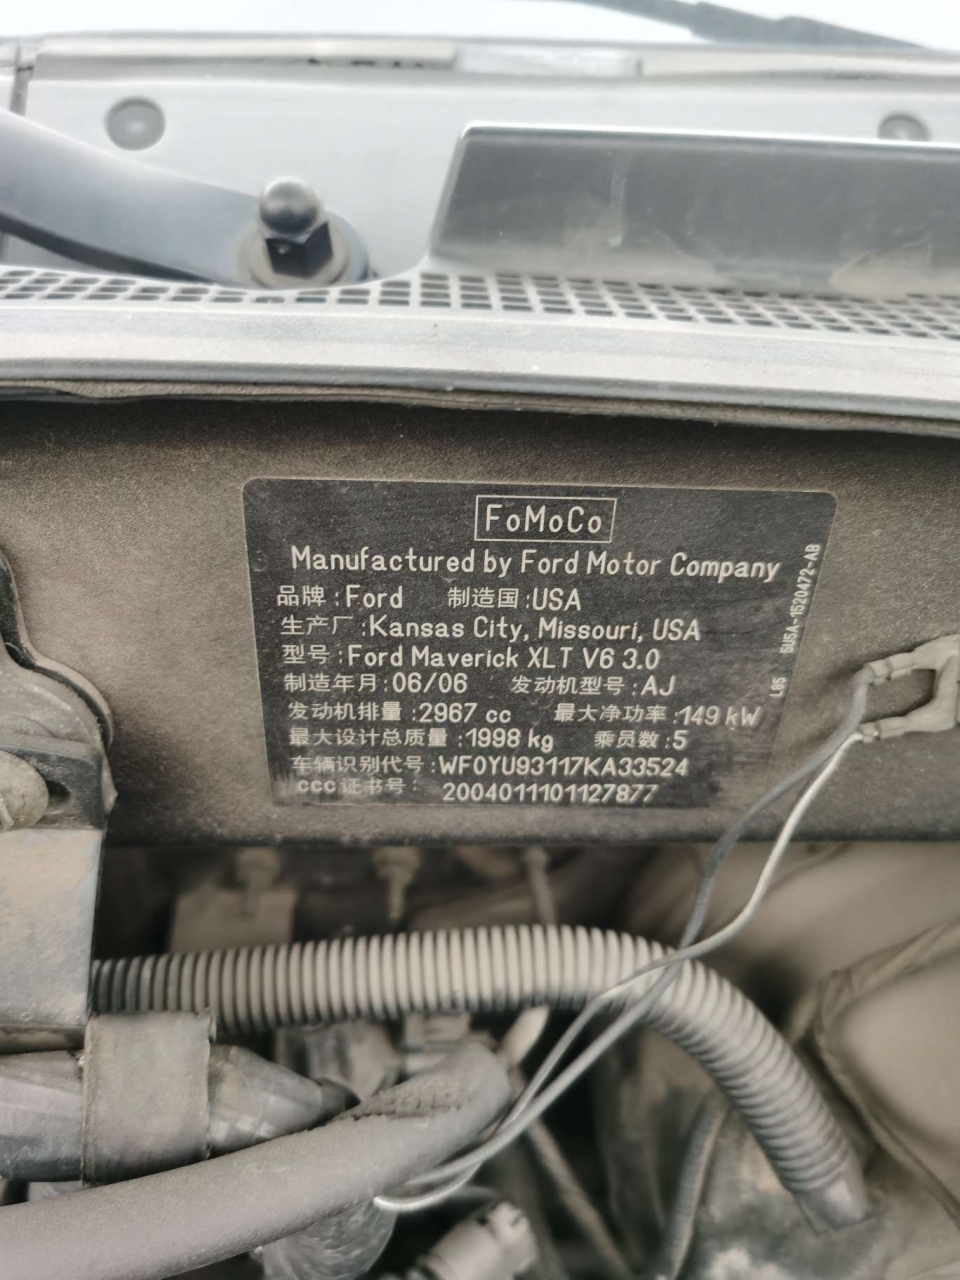 FoMoCo
Manufactured by Ford Motor Company
品牌:Ford 制造国:USA
生产厂:Kansas City, Missouri, USA
型号:Ford Maverick XLT V6 3.0
制造年月:06/06 发动机型号:AJ
发动机排量:2967 cc 最大净功率:149 kW
最大设计总质量:1998 kg 乘员数:5
车辆识别代号:WF0YU93117KA33524
CCC证书号: 2004011101127877
L85 5U5A-1520472-AB